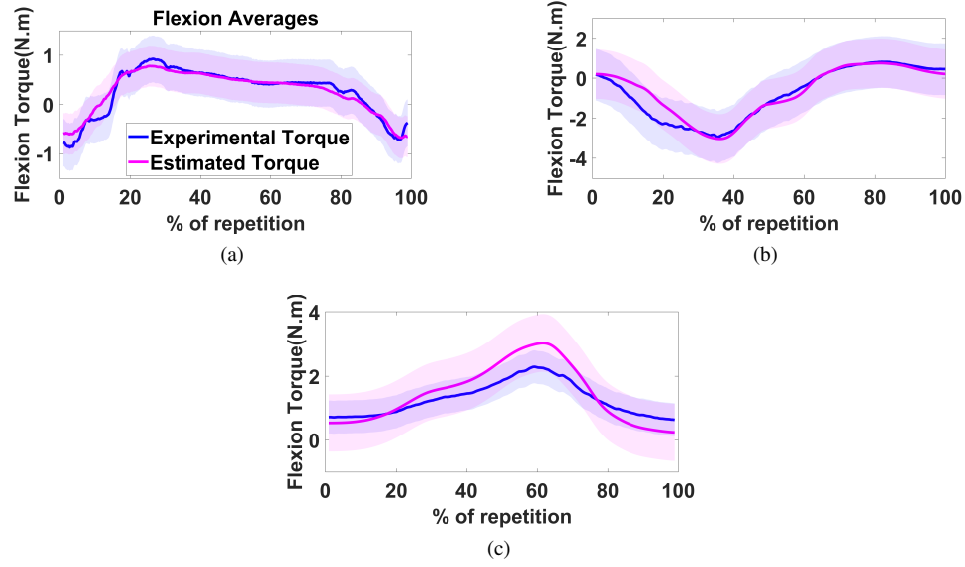 Flexion Averages
Flexion Torque(N.m)
1
0
-1
Experimental Torque
Estimated Torque
0 20 40 60 80 100
% of repetition
(a)
Flexion Torque(N.m)
2
0
-2
-4
0 20 40 60 80 100
% of repetition
(b)
Flexion Torque(N.m)
4
2
0
0 20 40 60 80 100
% of repetition
(c)